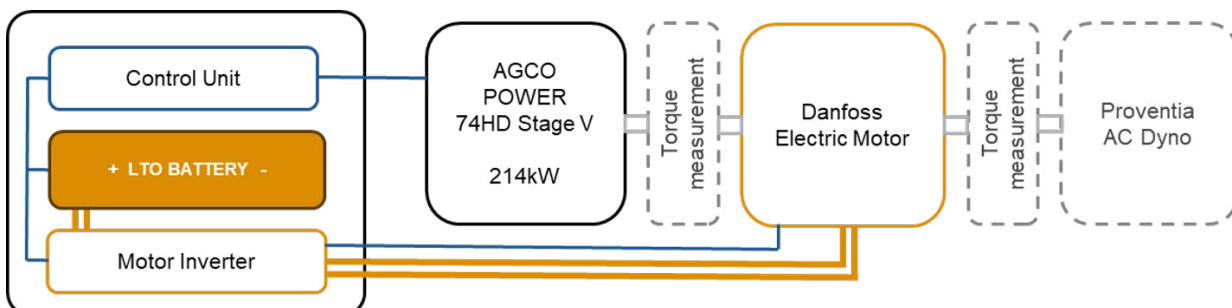 Control Unit
+ LTO BATTERY -
Motor Inverter
AGCO
POWER
74HD Stage V
214kW
Torque
measurement
Danfoss
Electric Motor
Torque
measurement
Proventia
AC Dyno